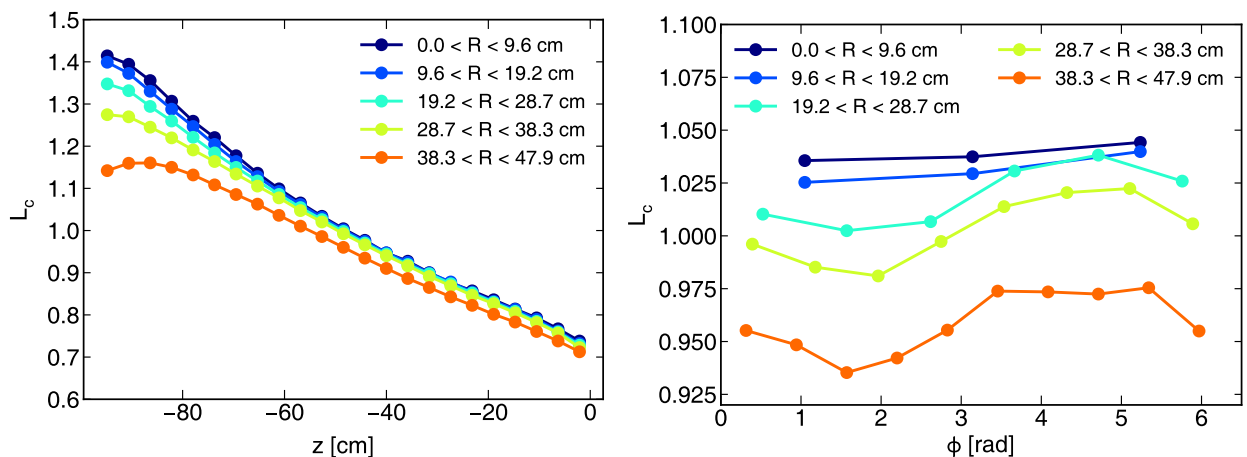 1.5
1.4
1.3
1.2
1.1
1.0
0.9
0.8
0.7
0.6
L_c
−80
−60
−40
−20
0
z [cm]
0.0 < R < 9.6 cm
9.6 < R < 19.2 cm
19.2 < R < 28.7 cm
28.7 < R < 38.3 cm
38.3 < R < 47.9 cm
1.100
1.075
1.050
1.025
1.000
0.975
0.950
0.925
L_c
0
1
2
3
4
5
6
ϕ [rad]
0.0 < R < 9.6 cm
9.6 < R < 19.2 cm
19.2 < R < 28.7 cm
28.7 < R < 38.3 cm
38.3 < R < 47.9 cm